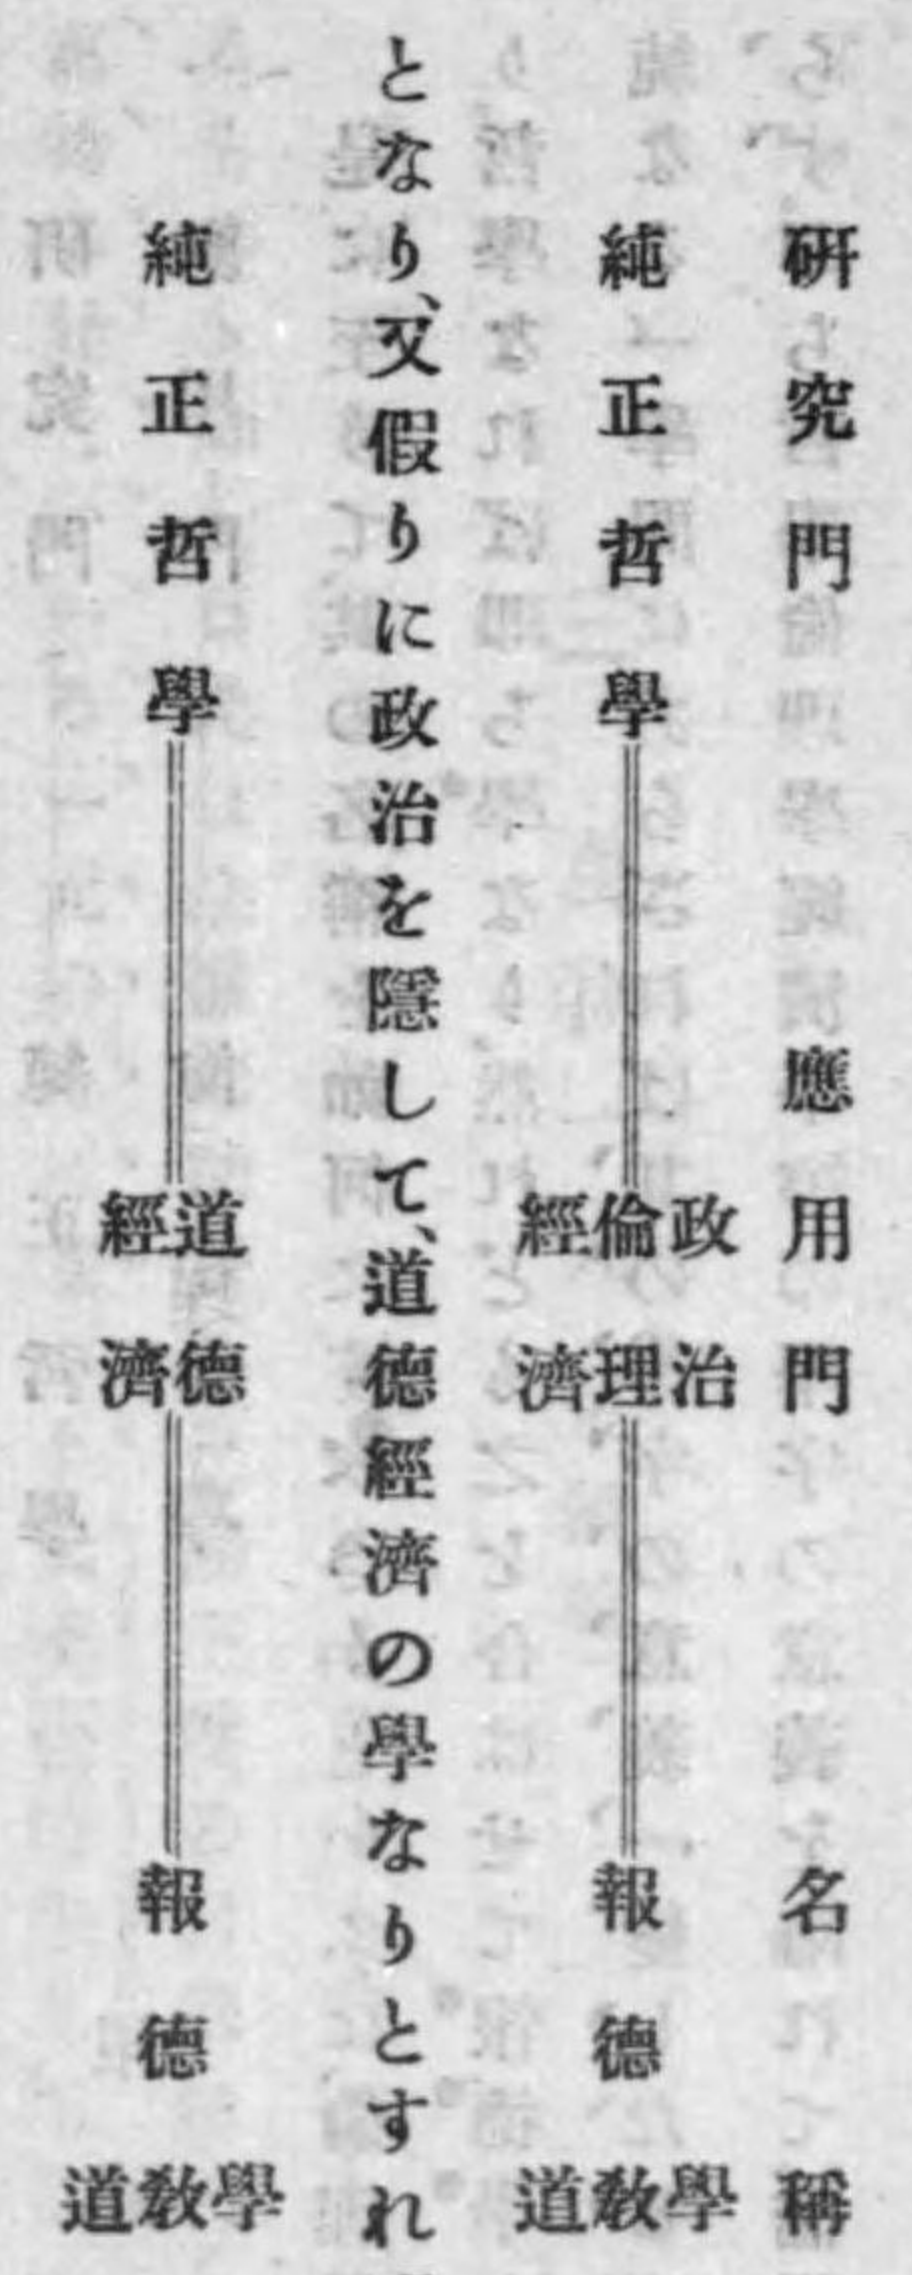 研究門　應用門　名稱
純正哲學══政治 倫理 經濟══報德 學 敎 道
となり、又假りに政治を隱して、道德經濟の學なりとすれ
純正哲學══道德 經濟══報德 學 敎 道